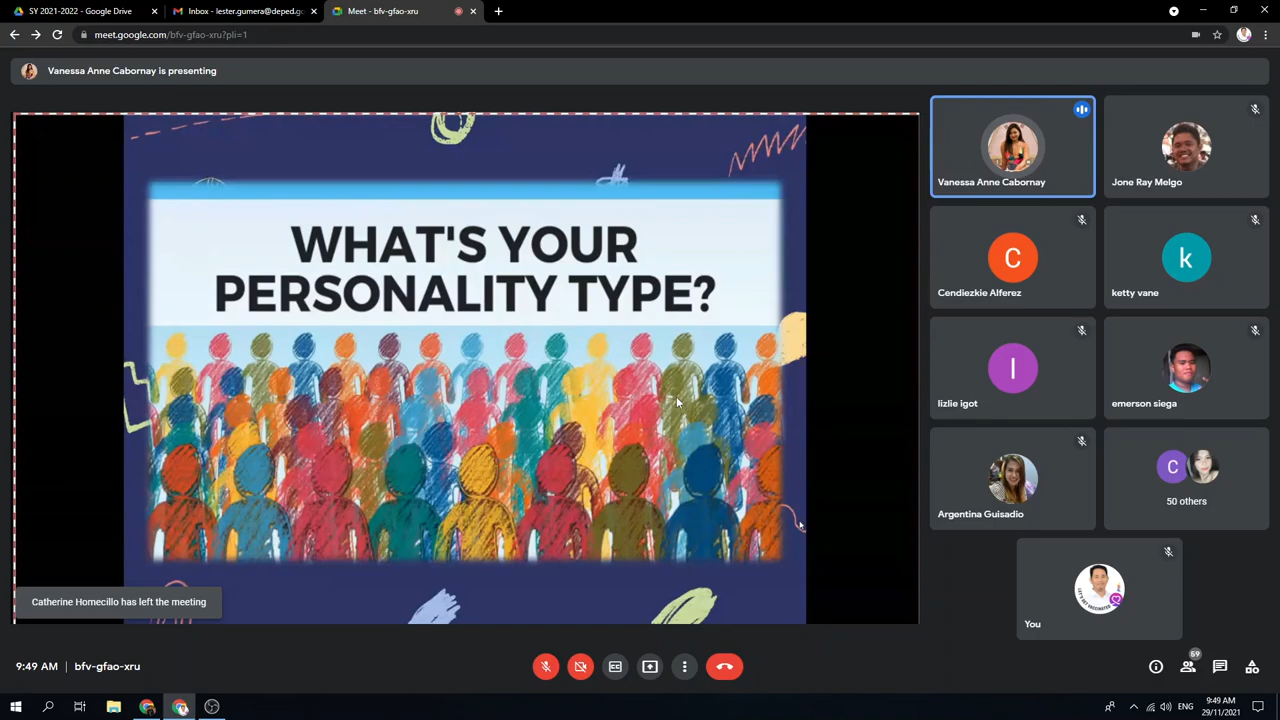 SY 2021-2022 - Google Drive
Inbox - lester.gumera@deped.go
Meet - bfv-gfao-xru
meet.google.com/bfv-gfao-xru?pli=1
Vanessa Anne Cabornay is presenting
WHAT'S YOUR
PERSONALITY TYPE?
Vanessa Anne Cabornay
Jone Ray Melgo
C
Cendiezkie Alferez
k
ketty vane
l
lizlie igot
emerson siega
Argentina Guisadio
C
50 others
You
Catherine Homecillo has left the meeting
9:49 AM | bfv-gfao-xru
59
ENG
9:49 AM
29/11/2021